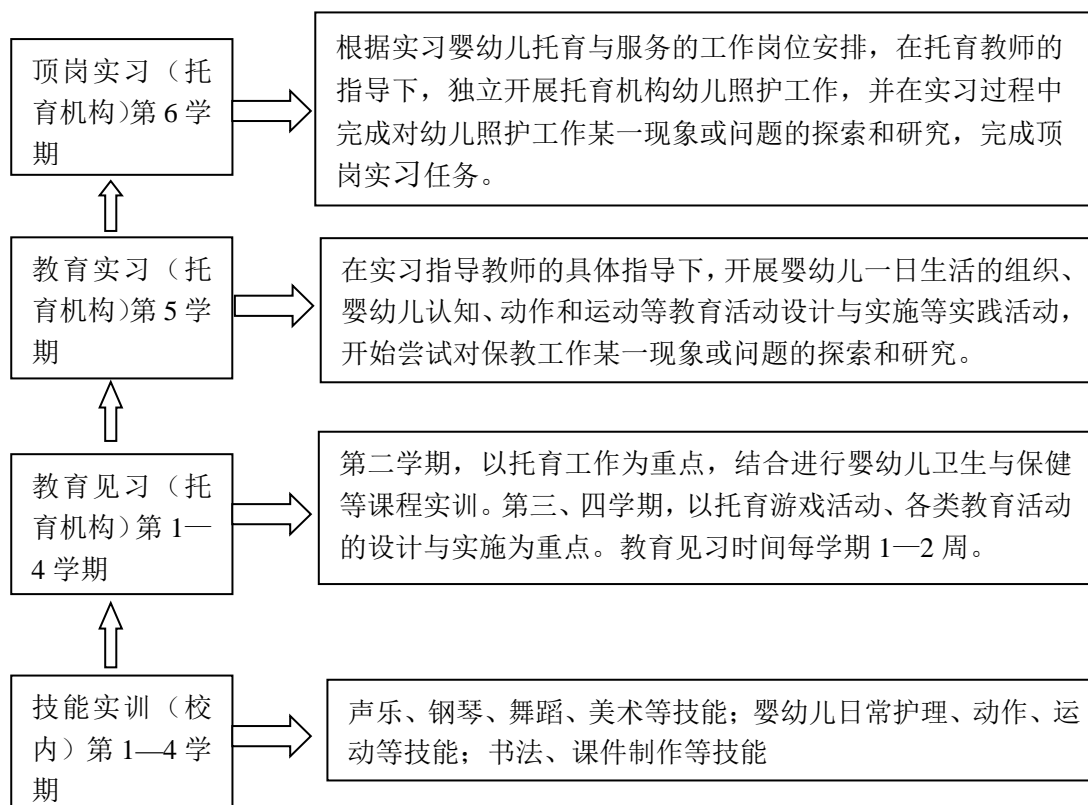 顶岗实习（托
育机构）第 6 学
期
根据实习婴幼儿托育与服务的工作岗位安排，在托育教师的
指导下，独立开展托育机构幼儿照护工作，并在实习过程中
完成对幼儿照护工作某一现象或问题的探索和研究，完成顶
岗实习任务。
教育实习（托
育机构）第 5 学
期
在实习指导教师的具体指导下，开展婴幼儿一日生活的组织、
婴幼儿认知、动作和运动等教育活动设计与实施等实践活动，
开始尝试对保教工作某一现象或问题的探索和研究。
教育见习（托
育机构）第 1—
4 学期
第二学期，以托育工作为重点，结合进行婴幼儿卫生与保健
等课程实训。第三、四学期，以托育游戏活动、各类教育活动
的设计与实施为重点。教育见习时间每学期 1—2 周。
技能实训（校
内）第 1—4 学
期
声乐、钢琴、舞蹈、美术等技能；婴幼儿日常护理、动作、运
动等技能；书法、课件制作等技能